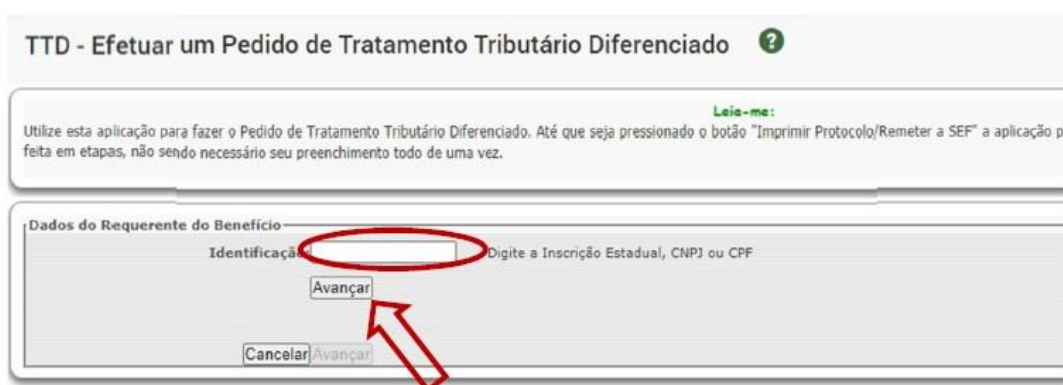 TTD - Efetuar um Pedido de Tratamento Tributário Diferenciado ?
Leia-me:
Utilize esta aplicação para fazer o Pedido de Tratamento Tributário Diferenciado. Até que seja pressionado o botão "Imprimir Protocolo/Remeter a SEF" a aplicação p
feita em etapas, não sendo necessário seu preenchimento todo de uma vez.
Dados do Requerente do Benefício
Identificação Digite a Inscrição Estadual, CNPJ ou CPF
Avançar
Cancelar Avançar